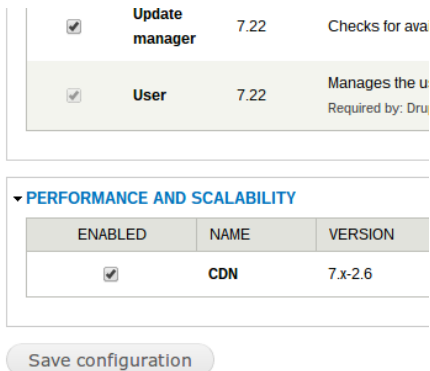 Update manager 7.22 Checks for ava
User 7.22 Manages the u
Required by: Dru
PERFORMANCE AND SCALABILITY
ENABLED NAME VERSION
CDN 7.x-2.6
Save configuration